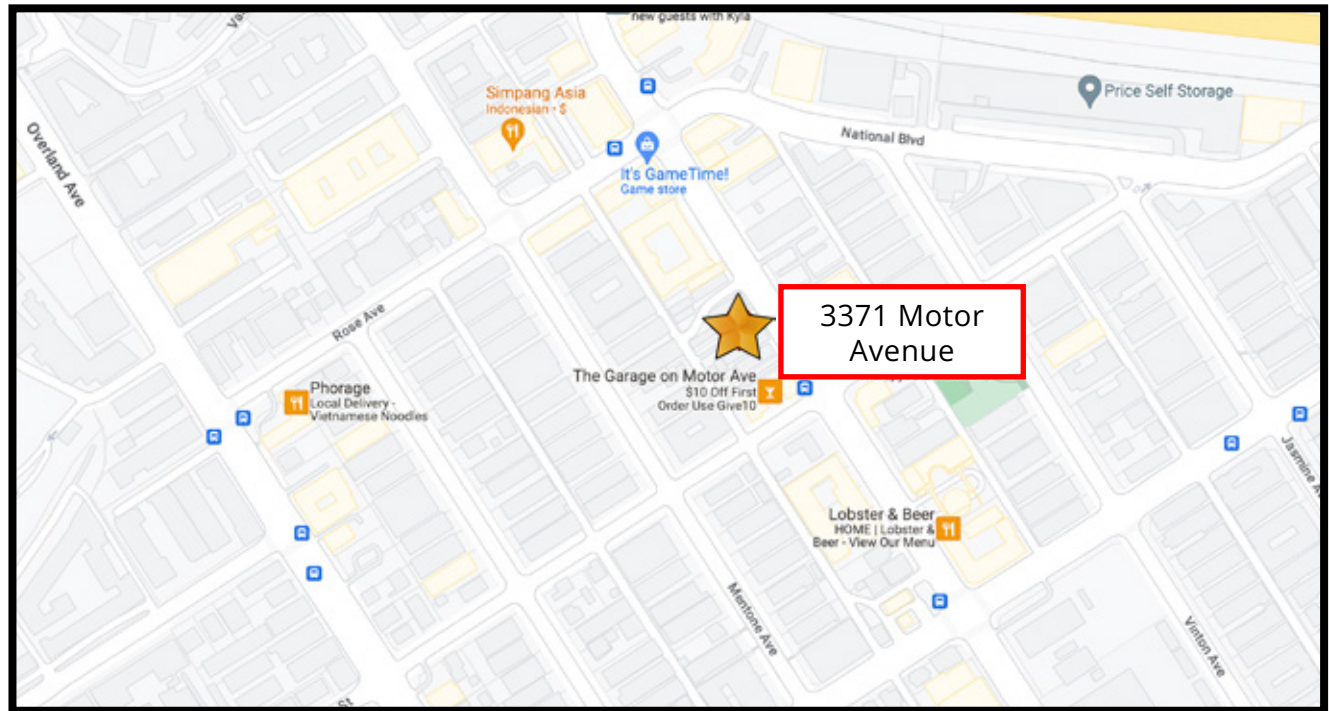 new guests with Kyla
Simpang Asia
Indonesian · $
Price Self Storage
National Blvd
Overland Ave
It's GameTime!
Game store
3371 Motor
Avenue
Rose Ave
The Garage on Motor Ave
$10 Off First
Order Use Give10
Phorage
Local Delivery -
Vietnamese Noodles
Jasmine A
Lobster & Beer
HOME | Lobster &
Beer - View Our Menu
Mentone Ave
Vinton Ave
St